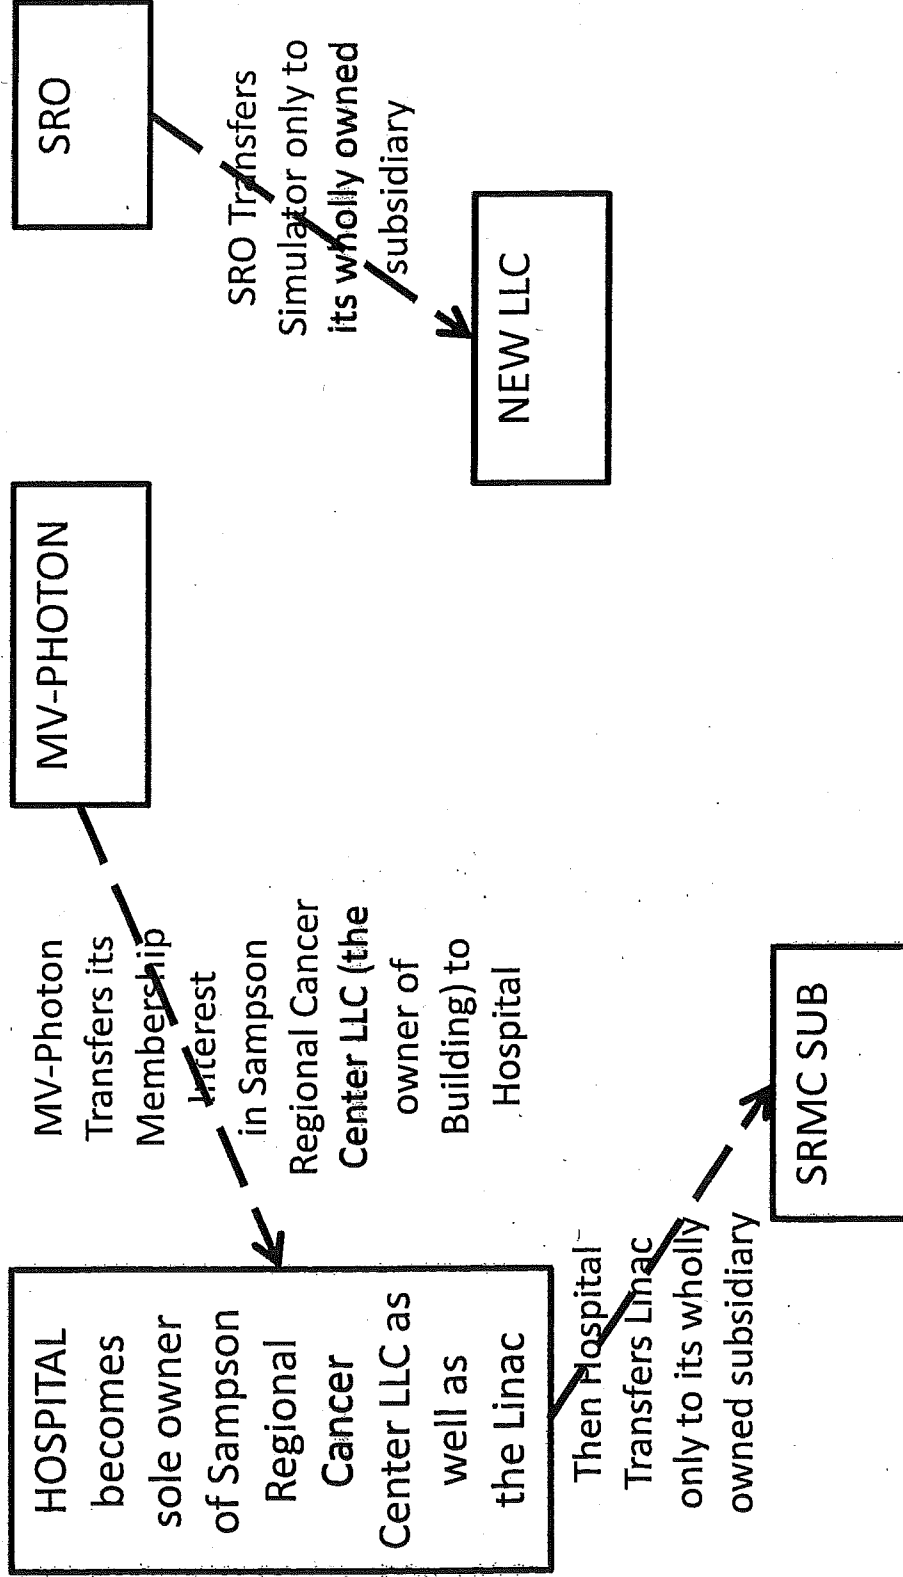 HOSPITAL
becomes
sole owner
of Sampson
Regional
Cancer
Center LLC as
well as
the Linac
MV-Photon
Transfers its
Membership
Interest
in Sampson
Regional Cancer
Center LLC (the
owner of
Building) to
Hospital
MV-PHOTON
SRO
SRO Transfers
Simulator only to
its wholly owned
subsidiary
NEW LLC
Then Hospital
Transfers Linac
only to its wholly
owned subsidiary
SRMC SUB